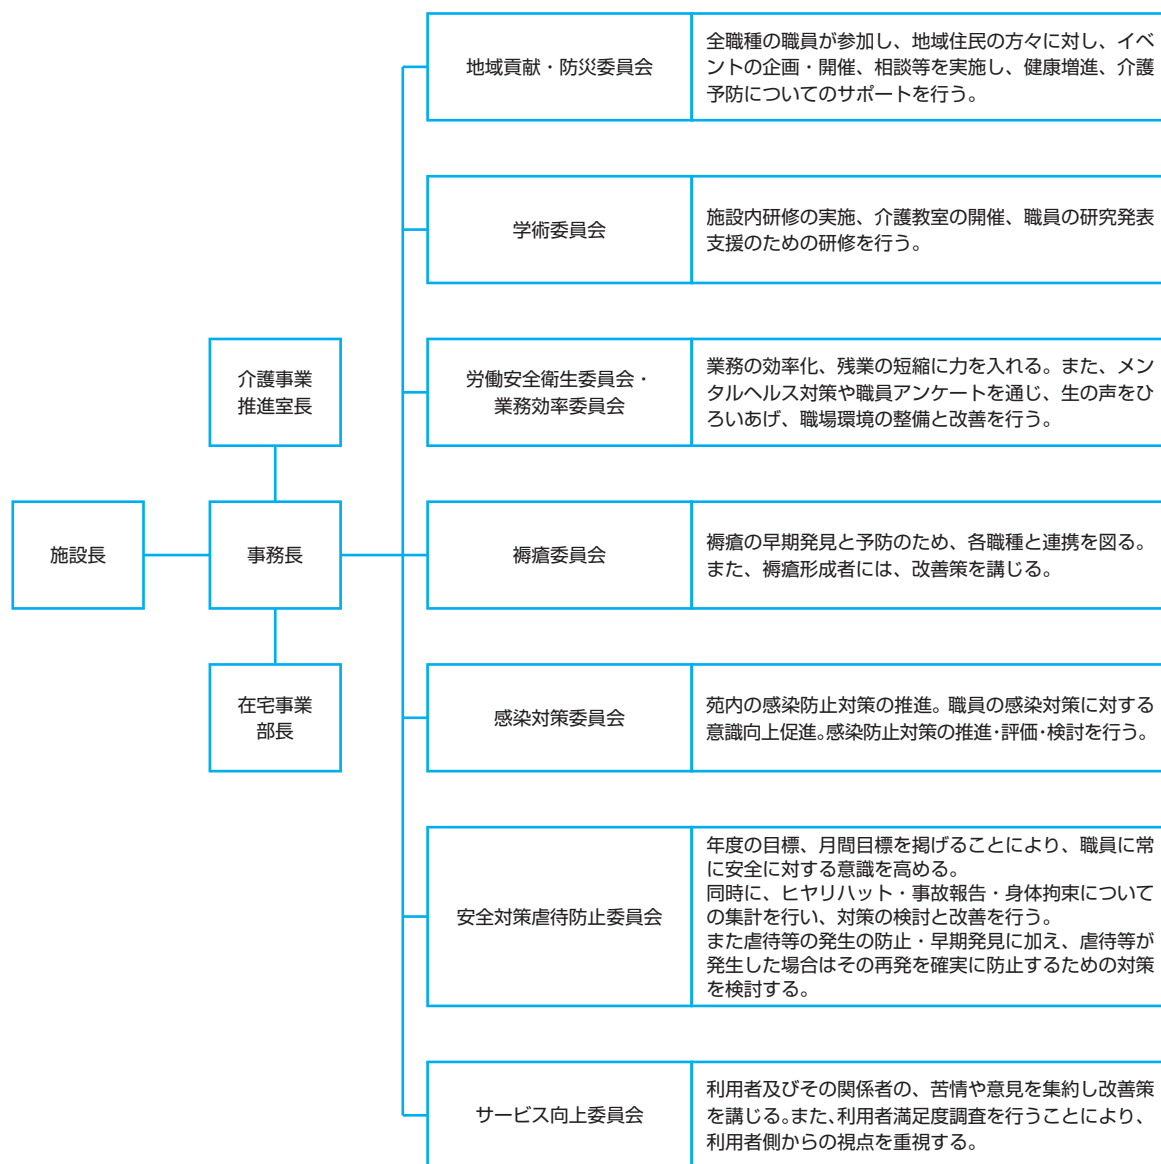 地域貢献・防災委員会
全職種の職員が参加し、地域住民の方々に対し、イベ
ントの企画・開催、相談等を実施し、健康増進、介護
予防についてのサポートを行う。
学術委員会
施設内研修の実施、介護教室の開催、職員の研究発表
支援のための研修を行う。
介護事業
推進室長
労働安全衛生委員会・
業務効率委員会
業務の効率化、残業の短縮に力を入れる。また、メン
タルヘルス対策や職員アンケートを通じ、生の声をひ
ろいあげ、職場環境の整備と改善を行う。
施設長
事務長
褥瘡委員会
褥瘡の早期発見と予防のため、各職種と連携を図る。
また、褥瘡形成者には、改善策を講じる。
在宅事業
部長
感染対策委員会
苑内の感染防止対策の推進。職員の感染対策に対する
意識向上促進。感染防止対策の推進・評価・検討を行う。
安全対策虐待防止委員会
年度の目標、月間目標を掲げることにより、職員に常
に安全に対する意識を高める。
同時に、ヒヤリハット・事故報告・身体拘束について
の集計を行い、対策の検討と改善を行う。
また虐待等の発生の防止・早期発見に加え、虐待等が
発生した場合はその再発を確実に防止するための対策
を検討する。
サービス向上委員会
利用者及びその関係者の、苦情や意見を集約し改善策
を講じる。また、利用者満足度調査を行うことにより、
利用者側からの視点を重視する。